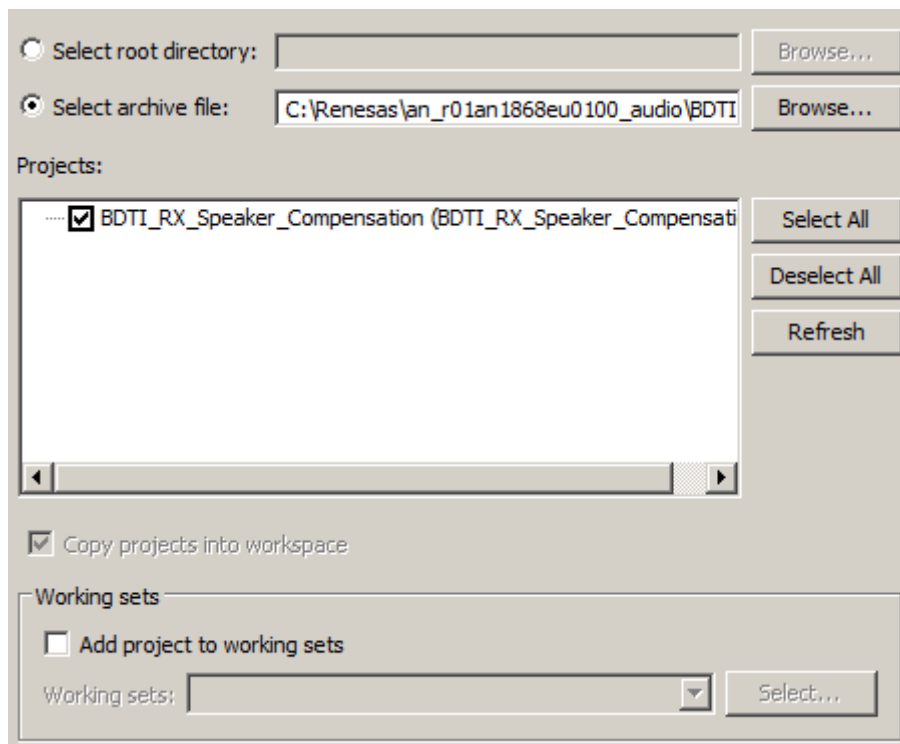 Select root directory: Browse...
Select archive file: C:\Renesas\an_r01an1868eu0100_audio\BDTI Browse...
Projects:
BDTI_RX_Speaker_Compensation (BDTI_RX_Speaker_Compensati
Select All
Deselect All
Refresh
Copy projects into workspace
Working sets
Add project to working sets
Working sets: Select...